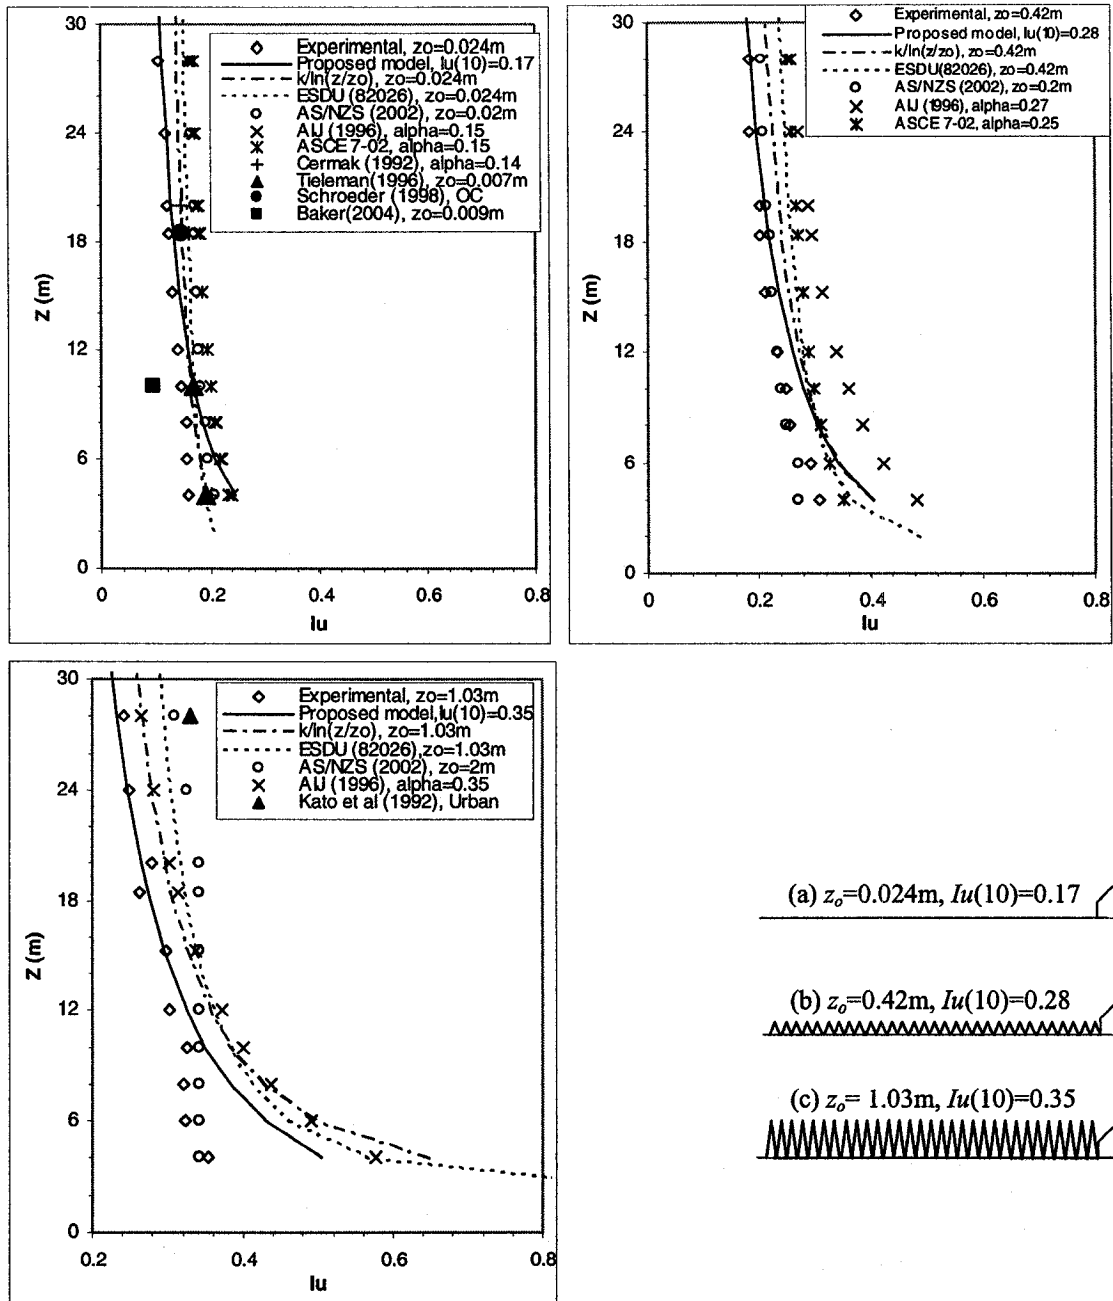 30
24
18
12
6
0
Z (m)
0
0.2
0.4
0.6
0.8
Iu
Experimental, zo=0.024m
Proposed model, Iu(10)=0.17
k/ln(z/zo), zo=0.024m
ESDU (82026), zo=0.024m
AS/NZS (2002), zo=0.02m
AIJ (1996), alpha=0.15
ASCE 7-02, alpha=0.15
Cermak (1992), alpha=0.14
Tieleman(1996), zo=0.007m
Schroeder (1998), OC
Baker(2004), zo=0.009m
30
24
18
12
6
0
Z (m)
0
0.2
0.4
0.6
0.8
Iu
Experimental, zo=0.42m
Proposed model, Iu(10)=0.28
k/ln(z/zo), zo=0.42m
ESDU(82026), zo=0.42m
AS/NZS (2002), zo=0.2m
AIJ (1996), alpha=0.27
ASCE 7-02, alpha=0.25
30
24
18
12
6
0
Z (m)
0.2
0.4
0.6
0.8
Iu
Experimental, zo=1.03m
Proposed model,Iu(10)=0.35
k/ln(z/zo), zo=1.03m
ESDU (82026),zo=1.03m
AS/NZS (2002), zo=2m
AIJ (1996), alpha=0.35
Kato et al (1992), Urban
(a) zo=0.024m, Iu(10)=0.17
(b) zo=0.42m, Iu(10)=0.28
(c) zo= 1.03m, Iu(10)=0.35